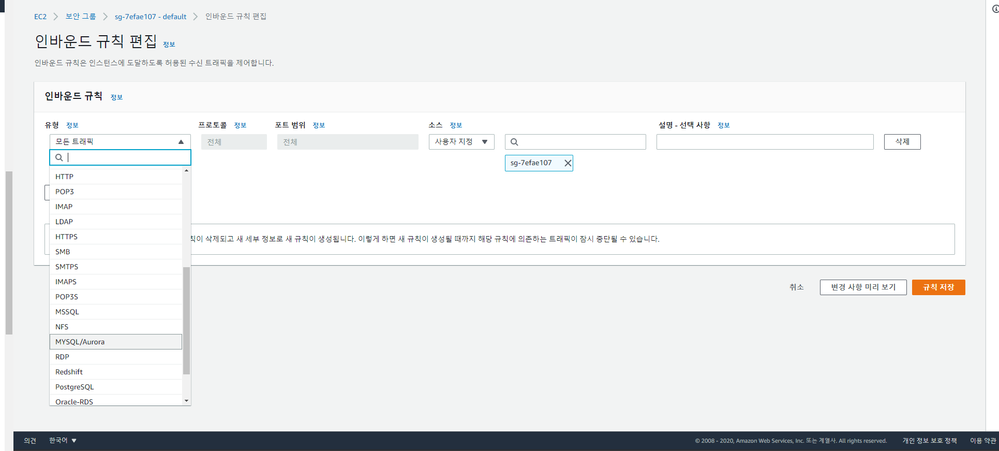 EC2 > 보안 그룹 > sg-7efae107 - default > 인바운드 규칙 편집
인바운드 규칙 편집 정보
인바운드 규칙은 인스턴스에 도달하도록 허용된 수신 트래픽을 제어합니다.
인바운드 규칙 정보
유형 정보 프로토콜 정보 포트 범위 정보 소스 정보 설명 - 선택 사항 정보
모든 트래픽 전체 전체 사용자 지정 삭제
sg-7efae107
HTTP
POP3
IMAP
LDAP
HTTPS
칙이 삭제되고 새 세부 정보로 새 규칙이 생성됩니다. 이렇게 하면 새 규칙이 생성될 때까지 해당 규칙에 의존하는 트래픽이 잠시 중단될 수 있습니다.
SMB
SMTPS
IMAPS
POP3S
MSSQL
NFS
MYSQL/Aurora
RDP
Redshift
PostgreSQL
Oracle-RDS
취소 변경 사항 미리 보기 규칙 저장
의견 한국어 © 2008 - 2020, Amazon Web Services, Inc. 또는 계열사. All rights reserved. 개인 정보 보호 정책 이용 약관